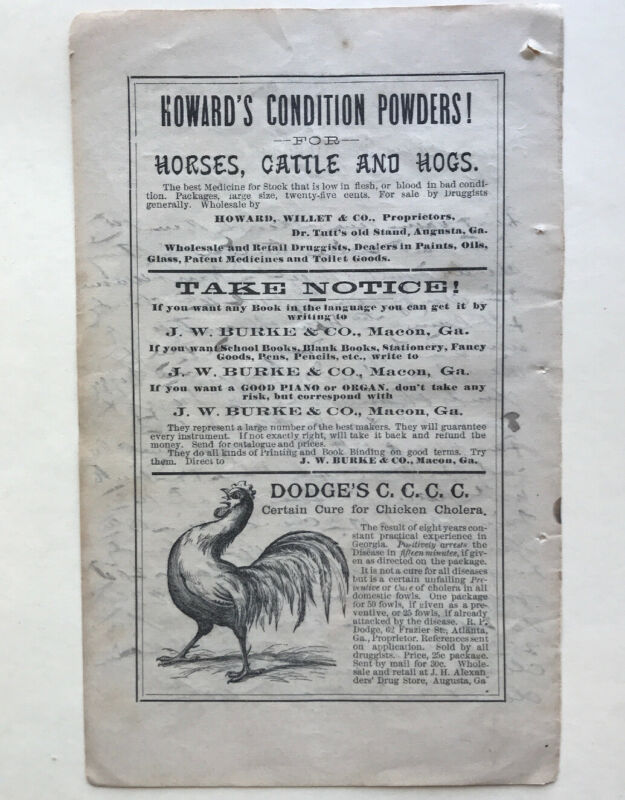 HOWARD'S CONDITION POWDERS!
—FOR—
HORSES, CATTLE AND HOGS.
The best Medicine for Stock that is low in flesh, or blood in bad condi-
tion. Packages, large size, twenty-five cents. For sale by Druggists
generally. Wholesale by
HOWARD, WILLET & CO., Proprietors,
Dr. Tutt's old Stand, Augusta, Ga.
Wholesale and Retail Druggists, Dealers in Paints, Oils,
Glass, Patent Medicines and Toilet Goods.
TAKE NOTICE!
If you want any Book in the language you can get it by
writing to
J. W. BURKE & CO., Macon, Ga.
If you want School Books, Blank Books, Stationery, Fancy
Goods, Pens, Pencils, etc., write to
J. W. BURKE & CO., Macon, Ga.
If you want a GOOD PIANO or ORGAN, don't take any
risk, but correspond with
J. W. BURKE & CO., Macon, Ga.
They represent a large number of the best makers. They will guarantee
every instrument. If not exactly right, will take it back and refund the
money. Send for catalogue and prices.
They do all kinds of Printing and Book Binding on good terms. Try
them. Direct to J. W. BURKE & CO., Macon, Ga.
DODGE'S C. C. C. C.
Certain Cure for Chicken Cholera.
The result of eight years con-
stant practical experience in
Georgia. Positively arrests the
Disease in fifteen minutes, if giv-
en as directed on the package.
It is not a cure for all diseases
but is a certain unfailing Pre-
ventive or Cure of cholera in all
domestic fowls. One package
for 50 fowls, if given as a pre-
ventive, or 25 fowls, if already
attacked by the disease. R. P.
Dodge, 62 Frazier St., Atlanta,
Ga., Proprietor. References sent
on application. Sold by all
druggists. Price, 25c package.
Sent by mail for 30c. Whole-
sale and retail at J. H. Alexan
ders' Drug Store, Augusta, Ga